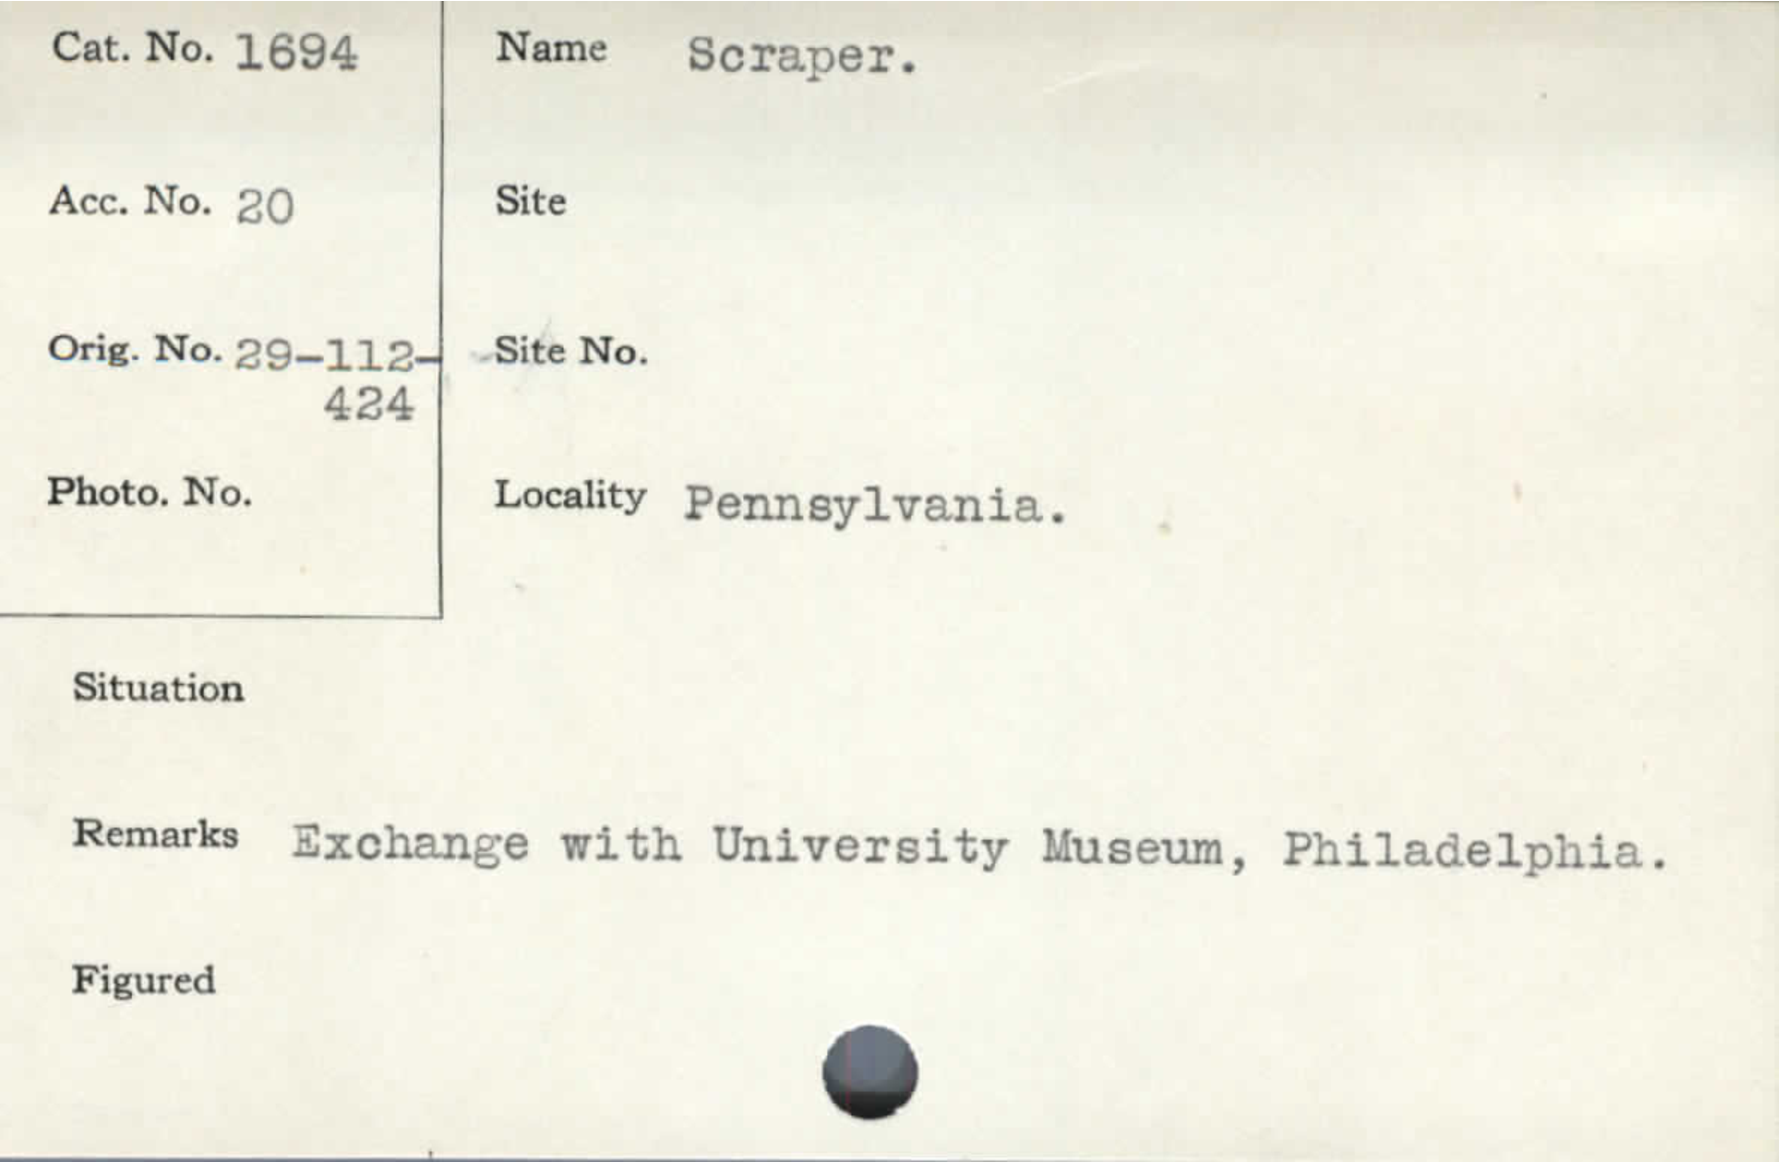 Cat. No. 1694
Name Scraper.
Acc. No. 20
Site
Orig. No. 29-112-
424
Site No.
Photo. No.
Locality Pennsylvania.
Situation
Remarks Exchange with University Museum, Philadelphia.
Figured